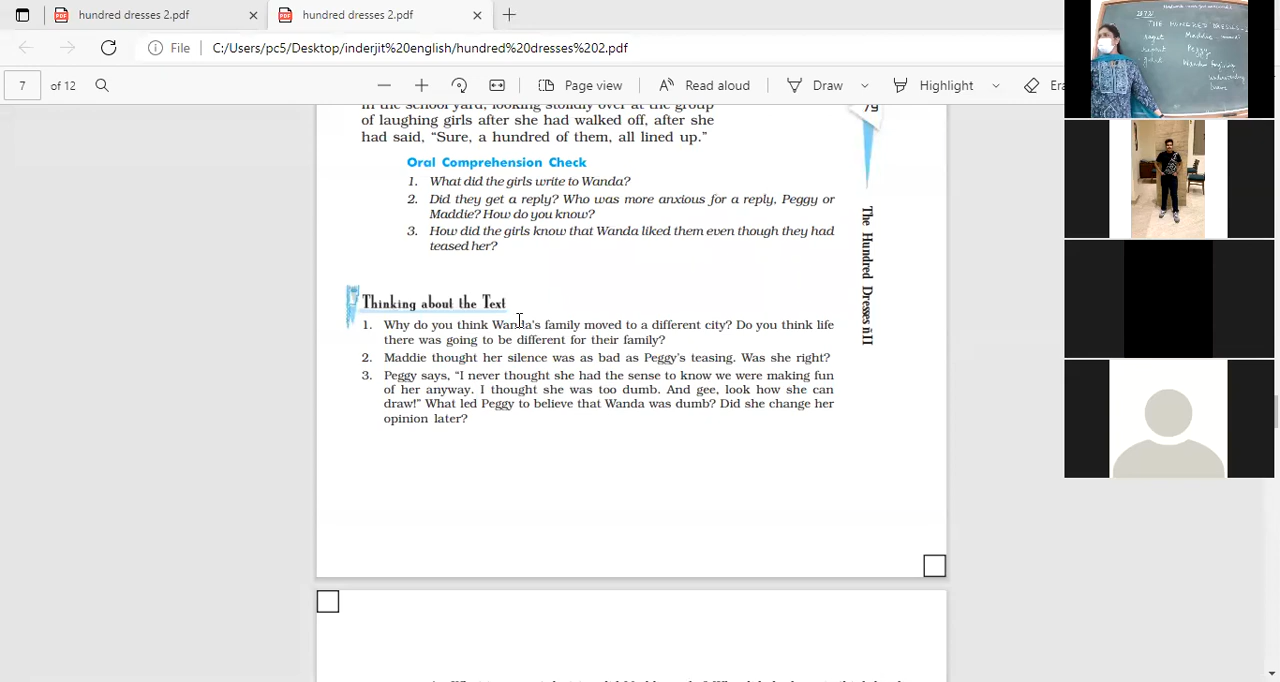 hundred dresses 2.pdf
hundred dresses 2.pdf
File C:/Users/pc5/Desktop/inderjit%20english/hundred%20dresses%202.pdf
7 of 12 Page view Read aloud Draw Highlight
in the school yard, looking stolidly over at the group
of laughing girls after she had walked off, after she
had said, “Sure, a hundred of them, all lined up.”
79
Oral Comprehension Check
1. What did the girls write to Wanda?
2. Did they get a reply? Who was more anxious for a reply, Peggy or
Maddie? How do you know?
3. How did the girls know that Wanda liked them even though they had
teased her?
The Hundred Dresses ñII
Thinking about the Text
1. Why do you think Wanda's family moved to a different city? Do you think life
there was going to be different for their family?
2. Maddie thought her silence was as bad as Peggy's teasing. Was she right?
3. Peggy says, “I never thought she had the sense to know we were making fun
of her anyway. I thought she was too dumb. And gee, look how she can
draw!” What led Peggy to believe that Wanda was dumb? Did she change her
opinion later?
THE HUNDRED DRESSES
Maddie
Peggy
Wanda